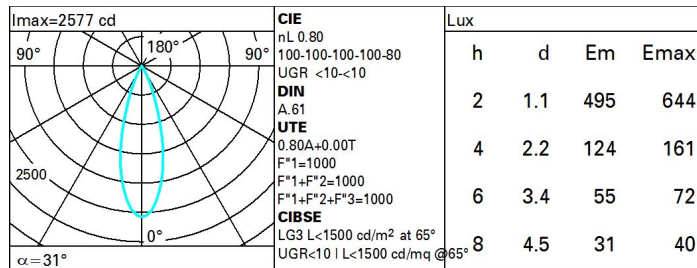 Imax=2577 cd
90° 180° 90°
2500
0°
α=31°
CIE
nL 0.80
100-100-100-100-80
UGR <10-<10
DIN
A.61
UTE
0.80A+0.00T
F"1=1000
F"1+F"2=1000
F"1+F"2+F"3=1000
CIBSE
LG3 L<1500 cd/m² at 65°
UGR<10 | L<1500 cd/mq @65°
Lux
h d Em Emax
2 1.1 495 644
4 2.2 124 161
6 3.4 55 72
8 4.5 31 40